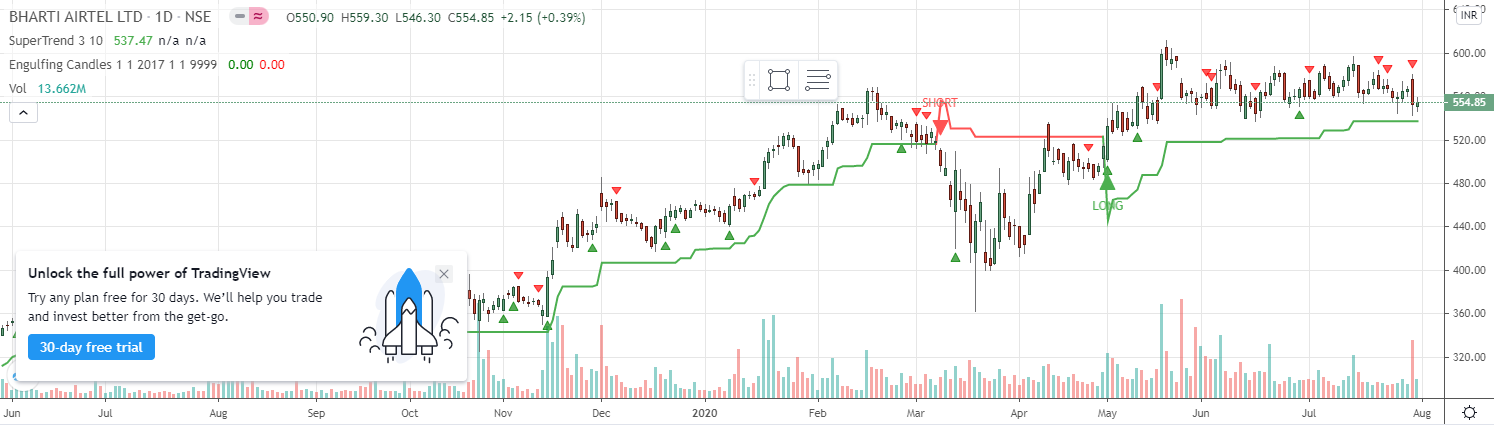 BHARTI AIRTEL LTD · 1D · NSE O550.90 H559.30 L546.30 C554.85 +2.15 (+0.39%)
SuperTrend 3 10 537.47 n/a n/a
Engulfing Candles 1 1 2017 1 1 9999 0.00 0.00
Vol 13.662M
INR
600.00
SHORT
554.85
520.00
480.00
LONG
440.00
400.00
360.00
320.00
Unlock the full power of TradingView
Try any plan free for 30 days. We'll help you trade
and invest better from the get-go.
30-day free trial
Jun Jul Aug Sep Oct Nov Dec 2020 Feb Mar Apr May Jun Jul Aug